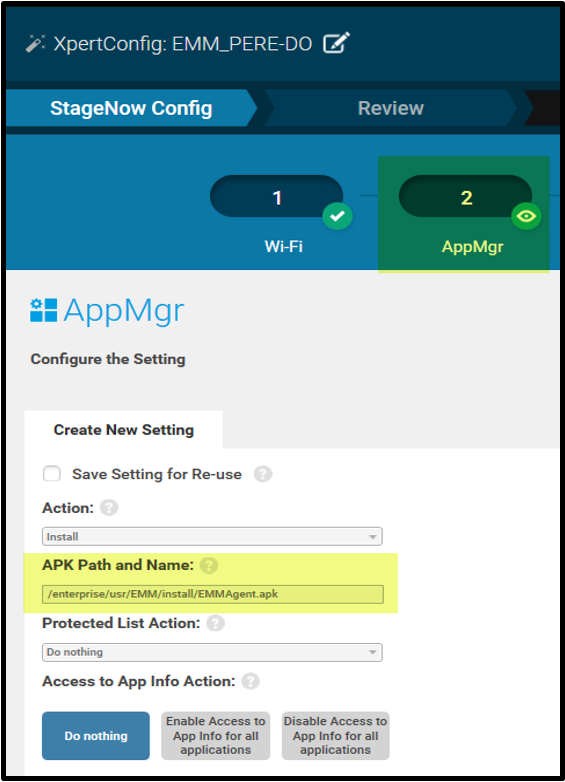 XpertConfig: EMM_PERE-DO
StageNow Config
Review
1
2
Wi-Fi
AppMgr
AppMgr
Configure the Setting
Create New Setting
Save Setting for Re-use ?
Action: ?
Install
APK Path and Name: ?
/enterprise/usr/EMM/install/EMMAgent.apk
Protected List Action: ?
Do nothing
Access to App Info Action: ?
Do nothing
Enable Access to
App Info for all
applications
Disable Access to
App Info for all
applications